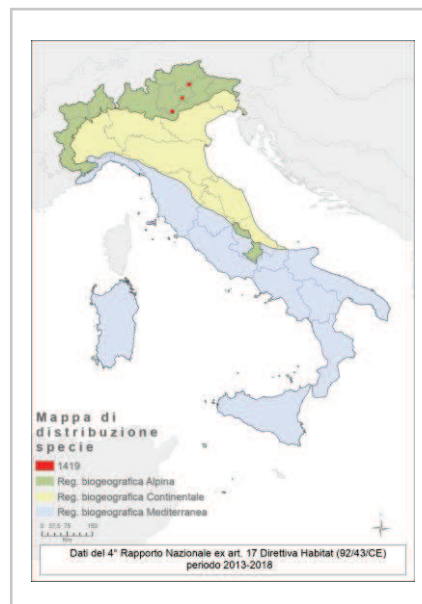 Mappa di
distribuzione
specie
1419
Reg. biogeografica Alpina
Reg. biogeografica Continentale
Reg. biogeografica Mediterranea
0 37,5 75 150
Km
Dati del 4° Rapporto Nazionale ex art. 17 Direttiva Habitat (92/43/CE)
periodo 2013-2018